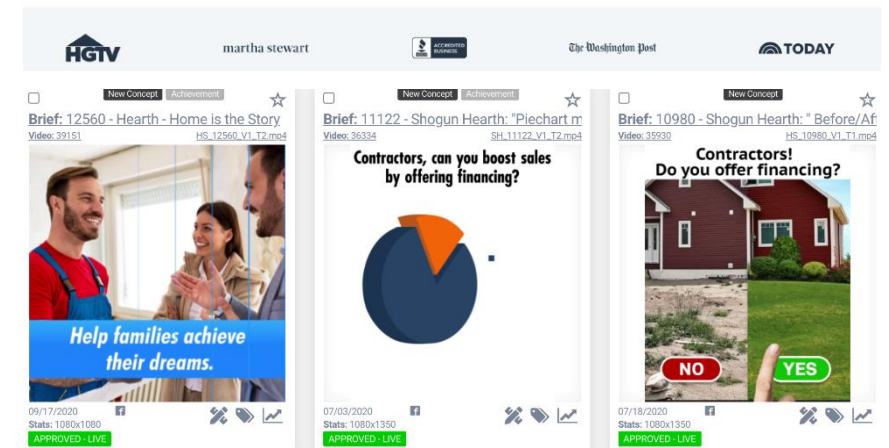 HGTV
martha stewart
BBB ACCREDITED BUSINESS
The Washington Post
TODAY
New Concept Achievement
Brief: 12560 - Hearth - Home is the Story
Video: 39151 HS_12560_V1_T2.mp4
Help families achieve
their dreams.
09/17/2020
Stats: 1080x1080
APPROVED - LIVE
New Concept Achievement
Brief: 11122 - Shogun Hearth: "Piechart m
Video: 36334 SH_11122_V1_T2.mp4
Contractors, can you boost sales
by offering financing?
07/03/2020
Stats: 1080x1350
APPROVED - LIVE
New Concept
Brief: 10980 - Shogun Hearth: " Before/Aft
Video: 35930 HS_10980_V1_T1.mp4
Contractors!
Do you offer financing?
NO YES
07/18/2020
Stats: 1080x1350
APPROVED - LIVE